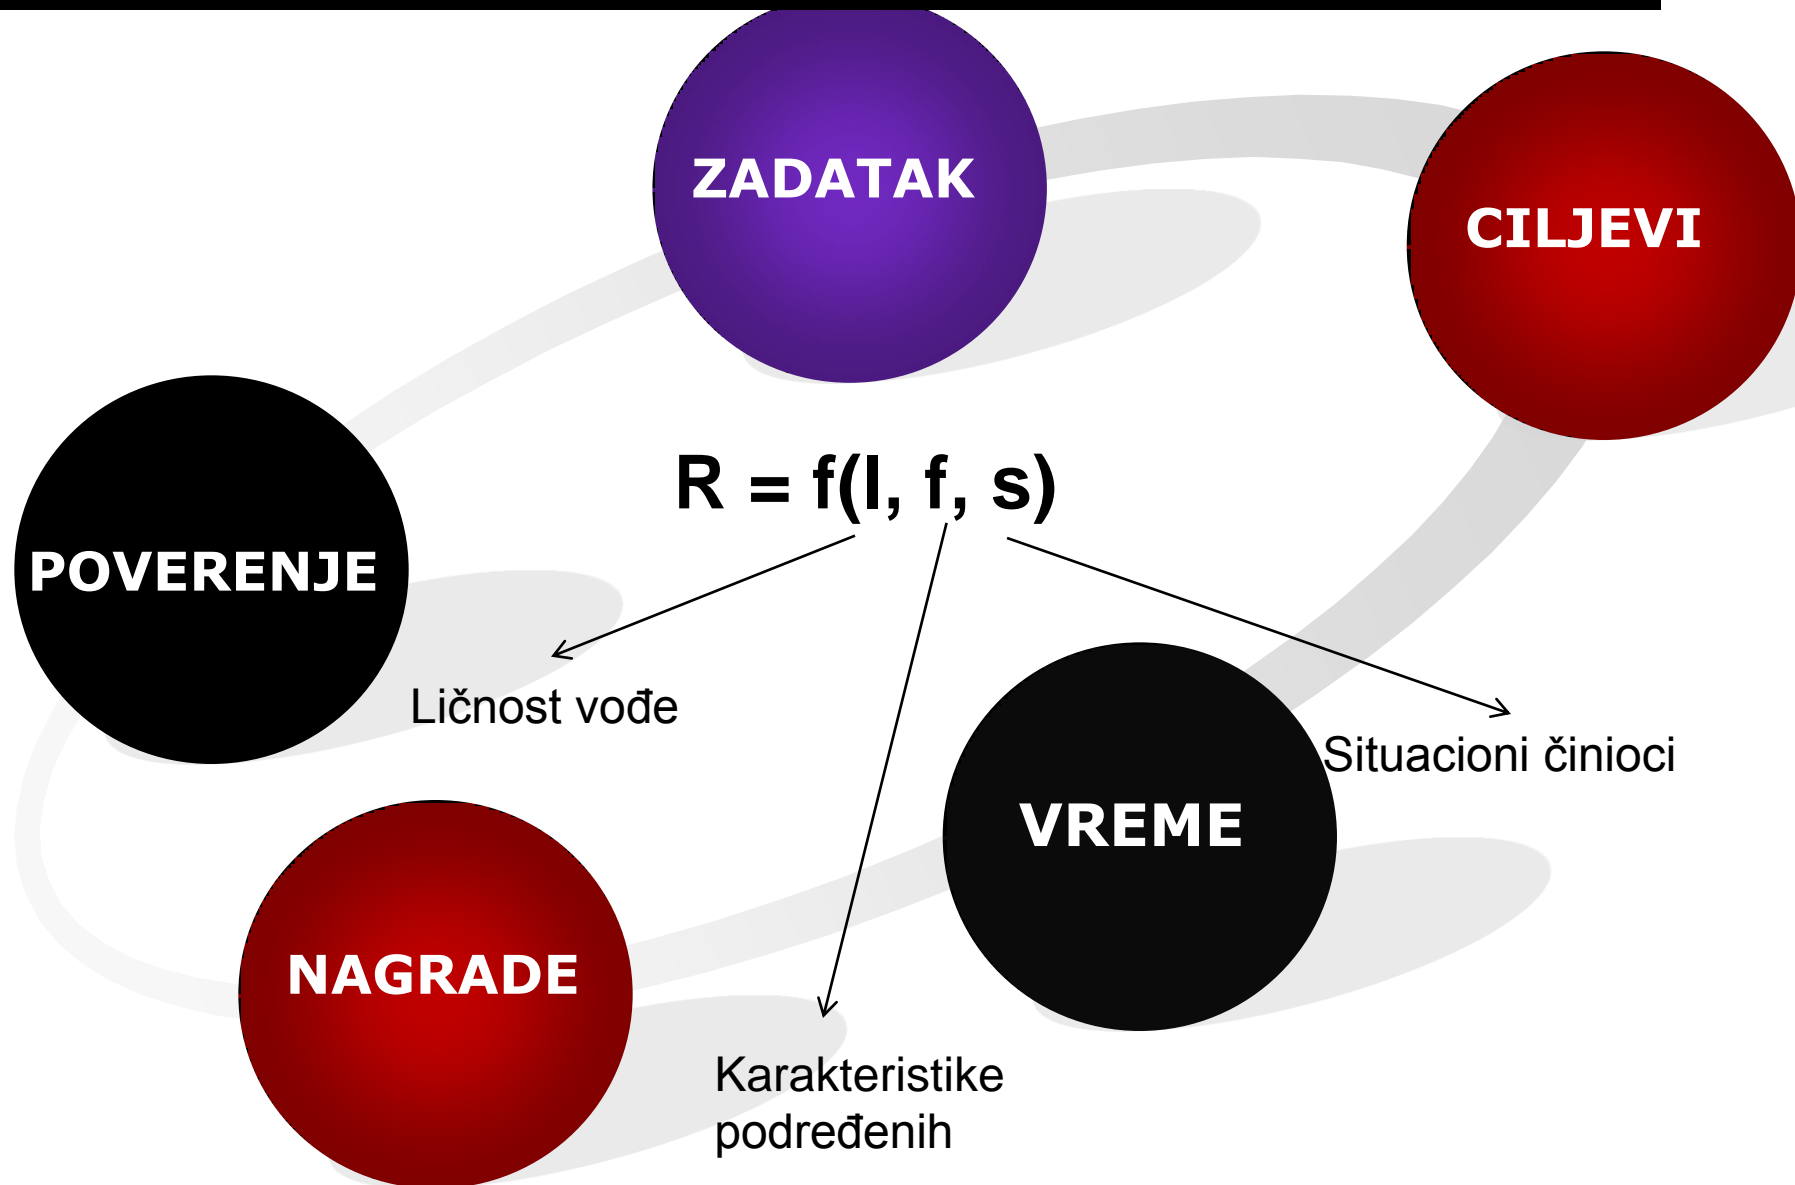 ZADATAK
CILJEVI
R = f(l, f, s)
POVERENJE
Ličnost vođe
Situacioni činioci
VREME
NAGRADE
Karakteristike
podređenih